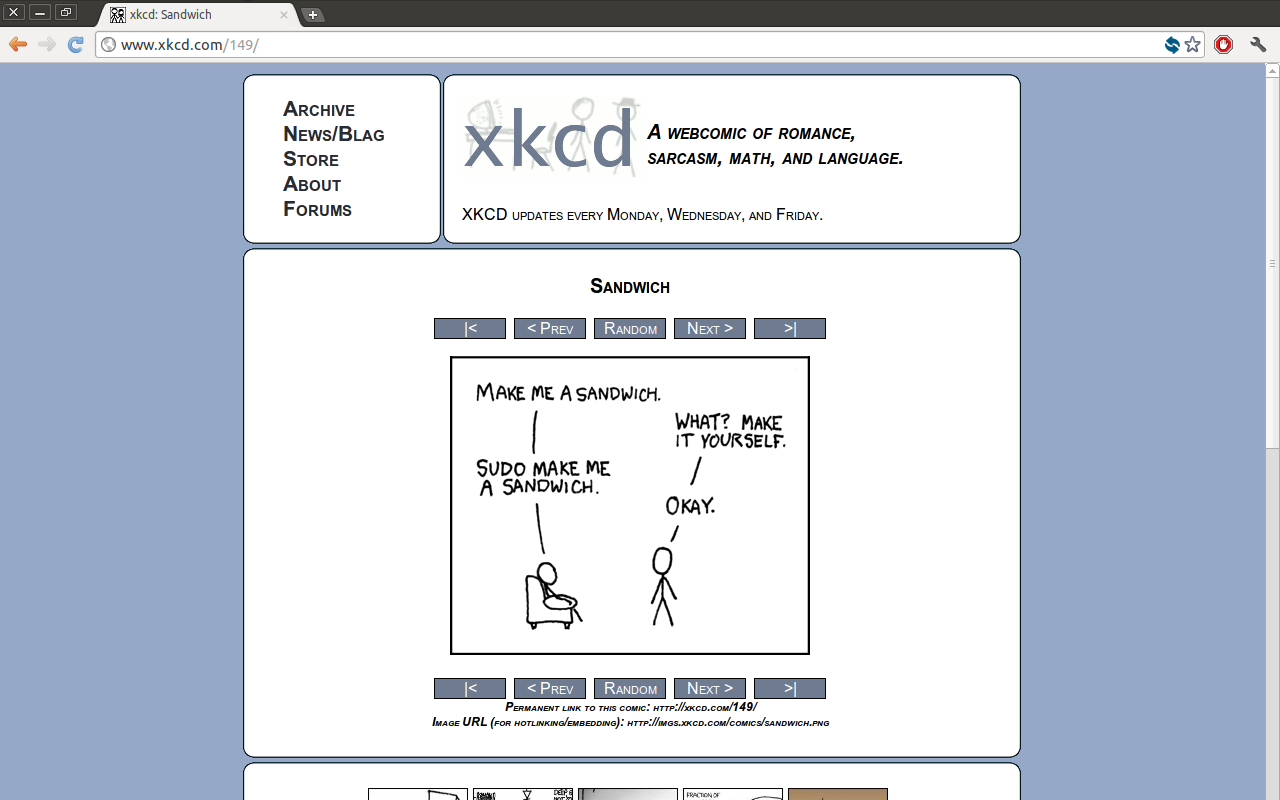 xkcd: Sandwich
www.xkcd.com/149/
Archive
News/Blag
Store
About
Forums
xkcd
A webcomic of romance,
sarcasm, math, and language.
XKCD updates every Monday, Wednesday, and Friday.
Sandwich
|<
< Prev
Random
Next >
>|
MAKE ME A SANDWICH.
WHAT? MAKE
IT YOURSELF.
SUDO MAKE ME
A SANDWICH.
OKAY.
|<
< Prev
Random
Next >
>|
Permanent link to this comic: http://xkcd.com/149/
Image URL (for hotlinking/embedding): http://imgs.xkcd.com/comics/sandwich.png
FRACTION OF